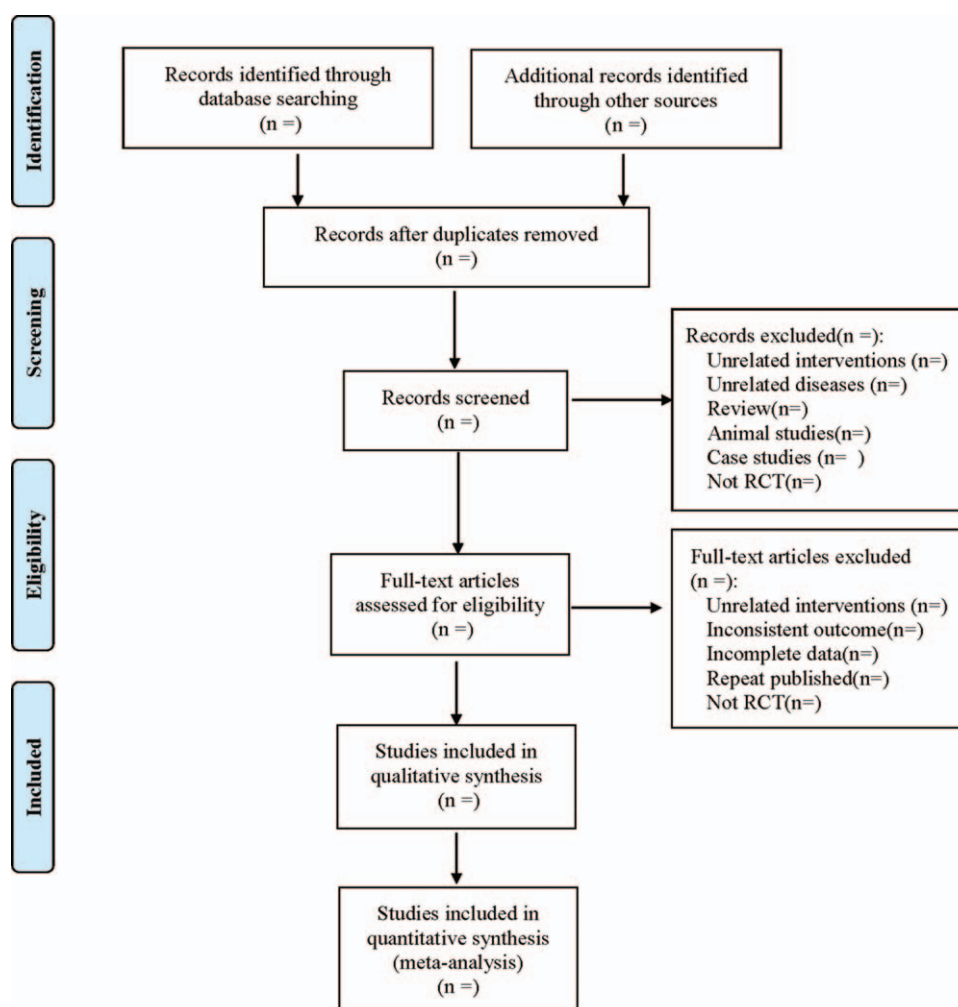 Identification
Records identified through
database searching
(n =)
Additional records identified
through other sources
(n =)
Records after duplicates removed
(n =)
Screening
Records screened
(n =)
Records excluded(n =):
Unrelated interventions (n=)
Unrelated diseases (n=)
Review(n=)
Animal studies(n=)
Case studies (n=  )
Not RCT(n=)
Eligibility
Full-text articles
assessed for eligibility
(n =)
Full-text articles excluded
(n =):
Unrelated interventions (n=)
Inconsistent outcome(n=)
Incomplete data(n=)
Repeat published(n=)
Not RCT(n=)
Included
Studies included in
qualitative synthesis
(n =)
Studies included in
quantitative synthesis
(meta-analysis)
(n =)